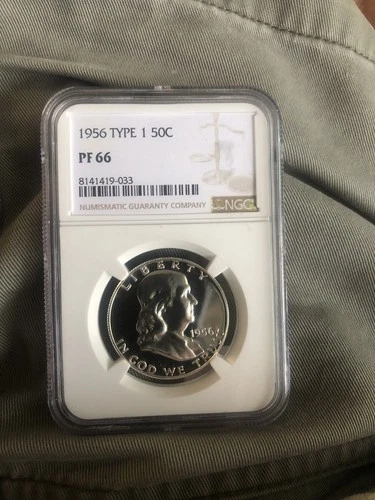 1956 TYPE 1 50C
PF 66
8141419-033
NUMISMATIC GUARANTY COMPANY
NGC
LIBERTY
1956
IN GOD WE TRUST